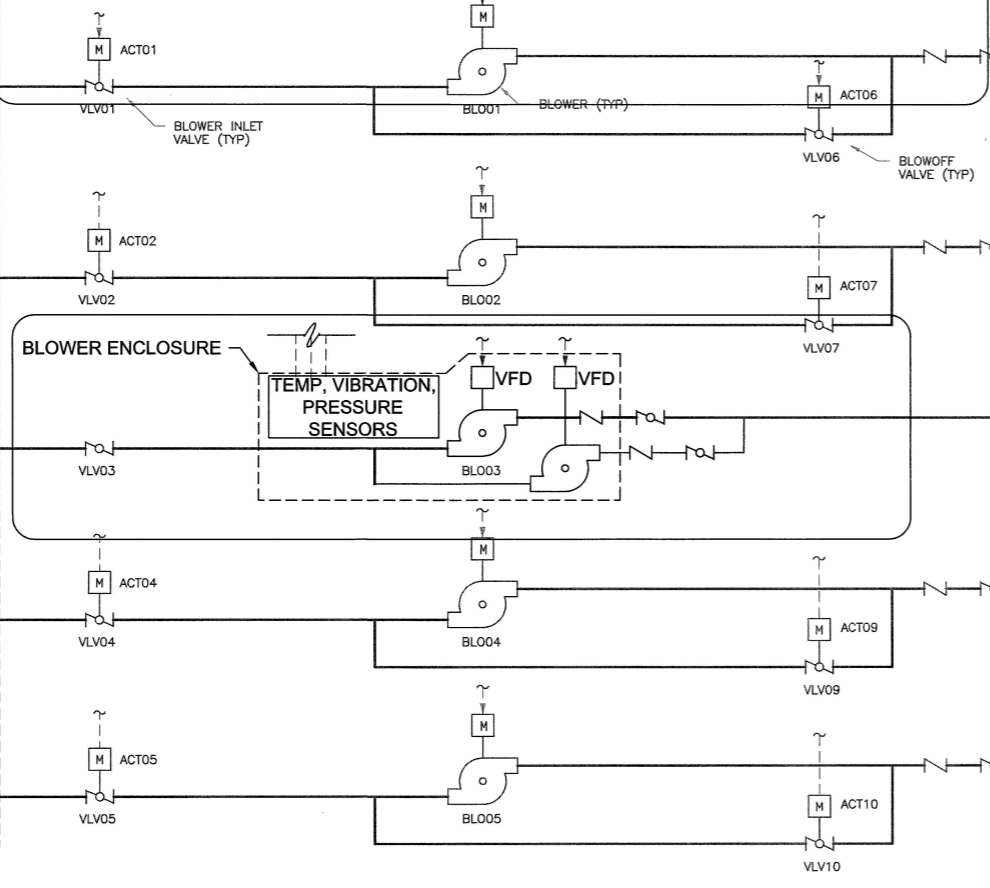 M
M
ACT01
ACT06
M
BLO01
BLOWER (TYP)
VLV01
BLOWER INLET
VALVE (TYP)
VLV06
BLOWOFF
VALVE (TYP)
M
M
ACT02
ACT07
M
VLV02
BLO02
VLV07
BLOWER ENCLOSURE
VFD
VFD
TEMP, VIBRATION,
PRESSURE
SENSORS
VLV03
BLO03
M
M
ACT04
M
ACT09
VLV04
BLO04
VLV09
M
M
ACT05
M
ACT10
VLV05
BLO05
VLV10